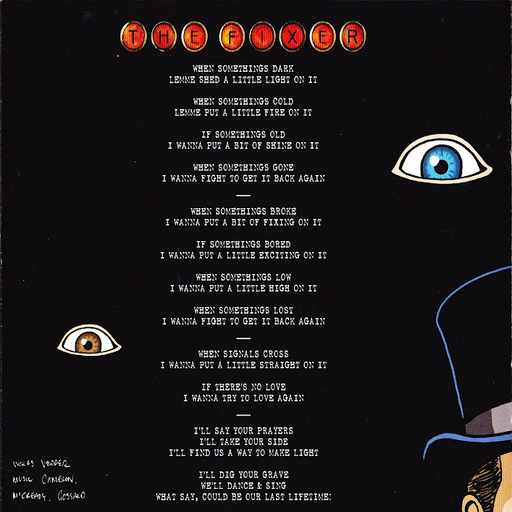 THE FIXER
WHEN SOMETHINGS DARK
LEMME SHED A LITTLE LIGHT ON IT
WHEN SOMETHINGS COLD
LEMME PUT A LITTLE FIRE ON IT
IF SOMETHINGS OLD
I WANNA PUT A BIT OF SHINE ON IT
WHEN SOMETHINGS GONE
I WANNA FIGHT TO GET IT BACK AGAIN
WHEN SOMETHINGS BROKE
I WANNA PUT A BIT OF FIXING ON IT
IF SOMETHINGS BORED
I WANNA PUT A LITTLE EXCITING ON IT
WHEN SOMETHINGS LOW
I WANNA PUT A LITTLE HIGH ON IT
WHEN SOMETHINGS LOST
I WANNA FIGHT TO GET IT BACK AGAIN
WHEN SIGNALS CROSS
I WANNA PUT A LITTLE STRAIGHT ON IT
IF THERE'S NO LOVE
I WANNA TRY TO LOVE AGAIN
I'LL SAY YOUR PRAYERS
I'LL TAKE YOUR SIDE
I'LL FIND US A WAY TO MAKE LIGHT
I'LL DIG YOUR GRAVE
WE'LL DANCE & SING
WHAT SAY, COULD BE OUR LAST LIFETIME!
VEDDER
MUSIC CAMERON,
MCCREADY, GOSSARD